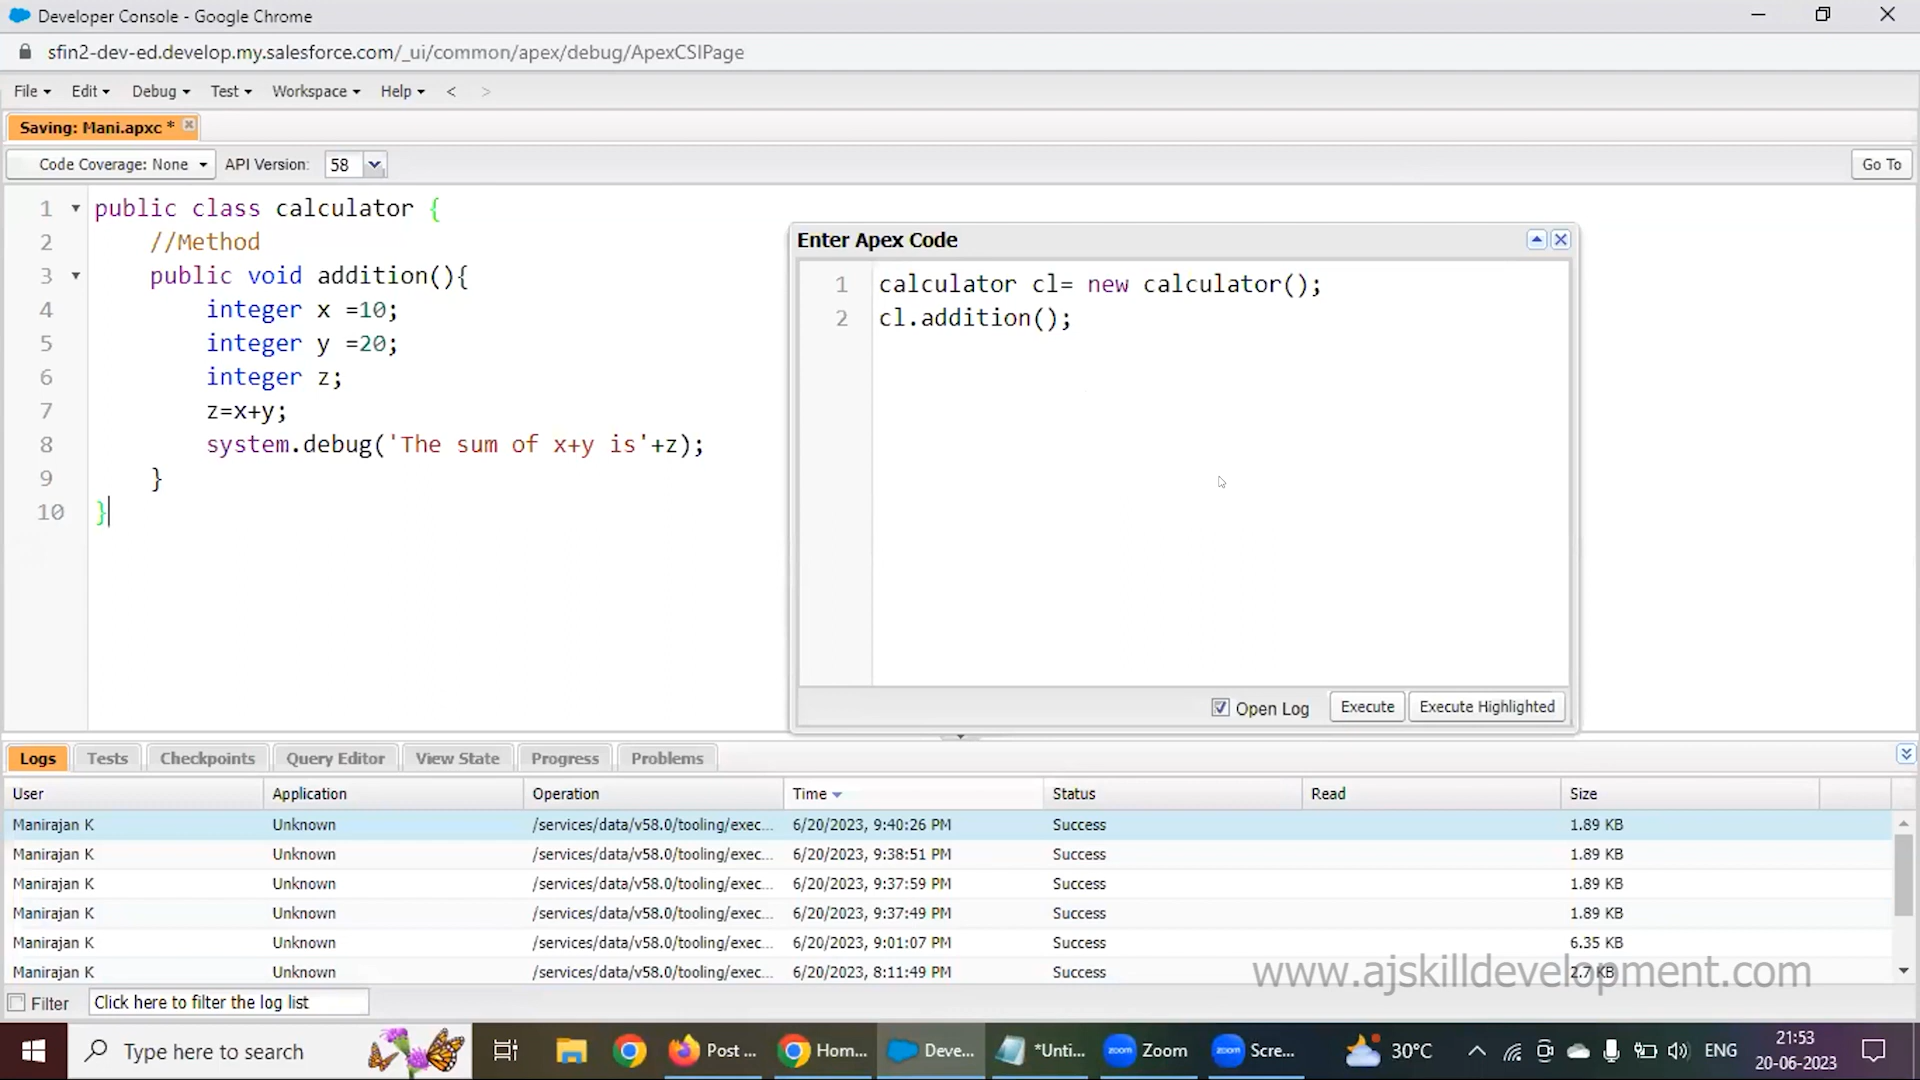 Developer Console - Google Chrome
sfin2-dev-ed.develop.my.salesforce.com/_ui/common/apex/debug/ApexCSIPage
File Edit Debug Test Workspace Help < >
Saving: Mani.apxc *
Code Coverage: None API Version: 58 Go To
1 public class calculator {
2 //Method
3 public void addition(){
4 integer x =10;
5 integer y =20;
6 integer z;
7 z=x+y;
8 system.debug('The sum of x+y is'+z);
9 }
10 }
Enter Apex Code
1 calculator cl= new calculator();
2 cl.addition();
Open Log Execute Execute Highlighted
Logs Tests Checkpoints Query Editor View State Progress Problems
User Application Operation Time Status Read Size
Manirajan K Unknown /services/data/v58.0/tooling/exec... 6/20/2023, 9:40:26 PM Success 1.89 KB
Manirajan K Unknown /services/data/v58.0/tooling/exec... 6/20/2023, 9:38:51 PM Success 1.89 KB
Manirajan K Unknown /services/data/v58.0/tooling/exec... 6/20/2023, 9:37:59 PM Success 1.89 KB
Manirajan K Unknown /services/data/v58.0/tooling/exec... 6/20/2023, 9:37:49 PM Success 1.89 KB
Manirajan K Unknown /services/data/v58.0/tooling/exec... 6/20/2023, 9:01:07 PM Success 6.35 KB
Manirajan K Unknown /services/data/v58.0/tooling/exec... 6/20/2023, 8:11:49 PM Success 2.7 KB
www.ajskilldevelopment.com
Filter Click here to filter the log list
Type here to search Post ... Hom... Deve... *Unti... zoom Zoom zoom Scre... 30°C ENG 21:53
20-06-2023